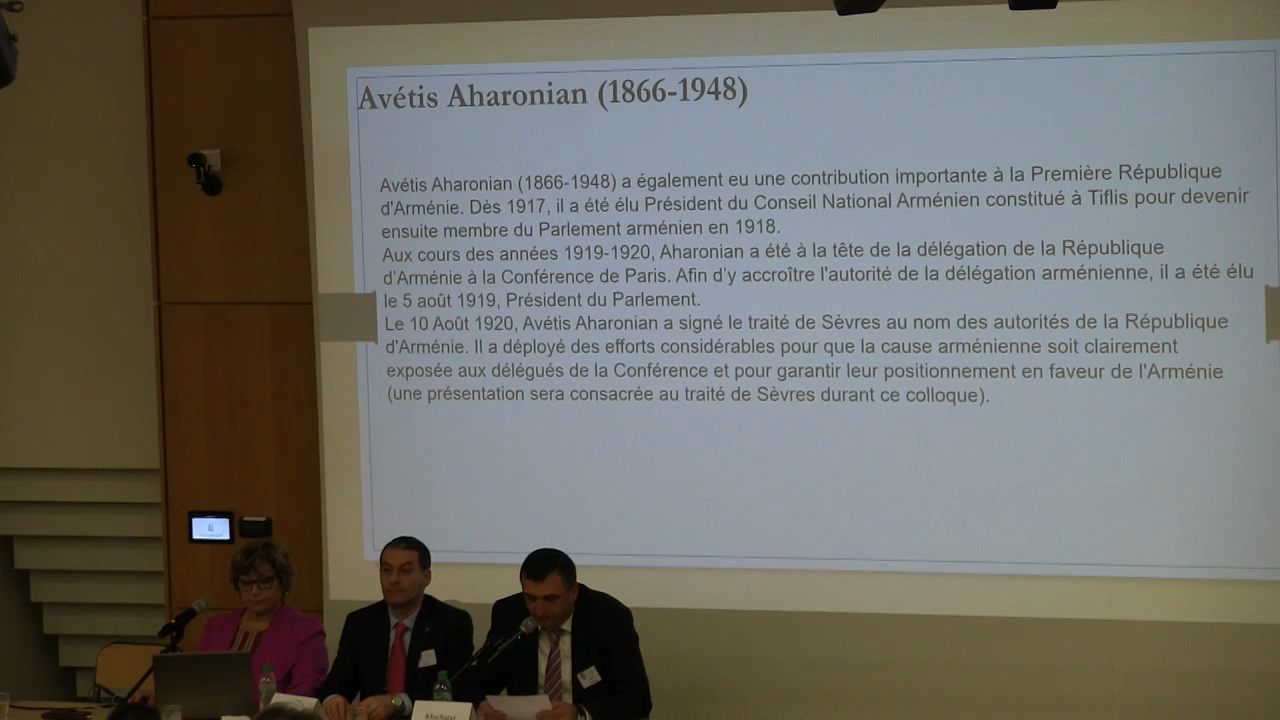 Avétis Aharonian (1866-1948)
Avétis Aharonian (1866-1948) a également eu une contribution importante à la Première République
d'Arménie. Dès 1917, il a été élu Président du Conseil National Arménien constitué à Tiflis pour devenir
ensuite membre du Parlement arménien en 1918.
Aux cours des années 1919-1920, Aharonian a été à la tête de la délégation de la République
d'Arménie à la Conférence de Paris. Afin d'y accroître l'autorité de la délégation arménienne, il a été élu
le 5 août 1919, Président du Parlement.
Le 10 Août 1920, Avétis Aharonian a signé le traité de Sèvres au nom des autorités de la République
d'Arménie. Il a déployé des efforts considérables pour que la cause arménienne soit clairement
exposée aux délégués de la Conférence et pour garantir leur positionnement en faveur de l'Arménie
(une présentation sera consacrée au traité de Sèvres durant ce colloque).